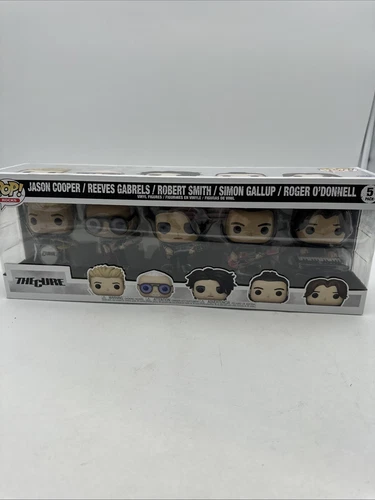 POP!
ROCKS
JASON COOPER / REEVES GABRELS / ROBERT SMITH / SIMON GALLUP / ROGER O'DONNELL
VINYL FIGURES / FIGURINES EN VINYLE / FIGURAS DE VINIL
5
PACK
THE CURE